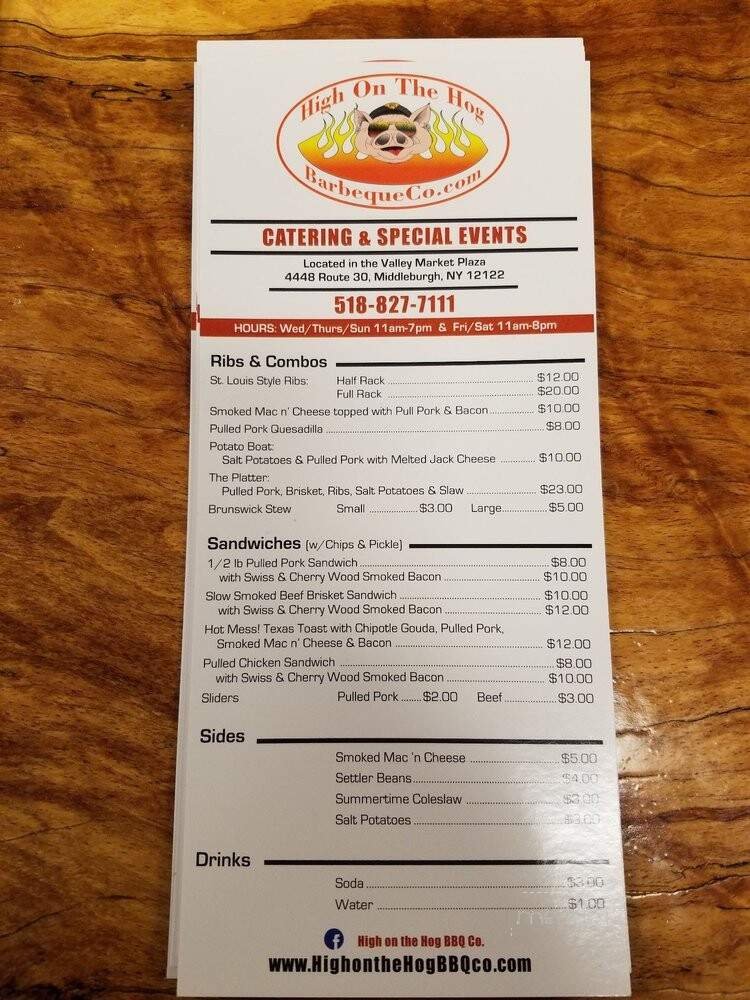 High On The Hog
BarbequeCo.com
CATERING & SPECIAL EVENTS
Located in the Valley Market Plaza
4448 Route 30, Middleburgh, NY 12122
518-827-7111
HOURS: Wed/Thurs/Sun 11am-7pm & Fri/Sat 11am-8pm
Ribs & Combos
St. Louis Style Ribs: Half Rack $12.00
Full Rack $20.00
Smoked Mac n' Cheese topped with Pull Pork & Bacon $10.00
Pulled Pork Quesadilla $8.00
Potato Boat:
Salt Potatoes & Pulled Pork with Melted Jack Cheese $10.00
The Platter:
Pulled Pork, Brisket, Ribs, Salt Potatoes & Slaw $23.00
Brunswick Stew Small $3.00 Large $5.00
Sandwiches (w/Chips & Pickle)
1/2 lb Pulled Pork Sandwich $8.00
with Swiss & Cherry Wood Smoked Bacon $10.00
Slow Smoked Beef Brisket Sandwich $10.00
with Swiss & Cherry Wood Smoked Bacon $12.00
Hot Mess! Texas Toast with Chipotle Gouda, Pulled Pork,
Smoked Mac n' Cheese & Bacon $12.00
Pulled Chicken Sandwich $8.00
with Swiss & Cherry Wood Smoked Bacon $10.00
Sliders Pulled Pork $2.00 Beef $3.00
Sides
Smoked Mac 'n Cheese $5.00
Settler Beans $4.00
Summertime Coleslaw
Salt Potatoes $3.00
Drinks
Soda
Water $1.00
High on the Hog BBQ Co.
www.HighontheHogBBQco.com